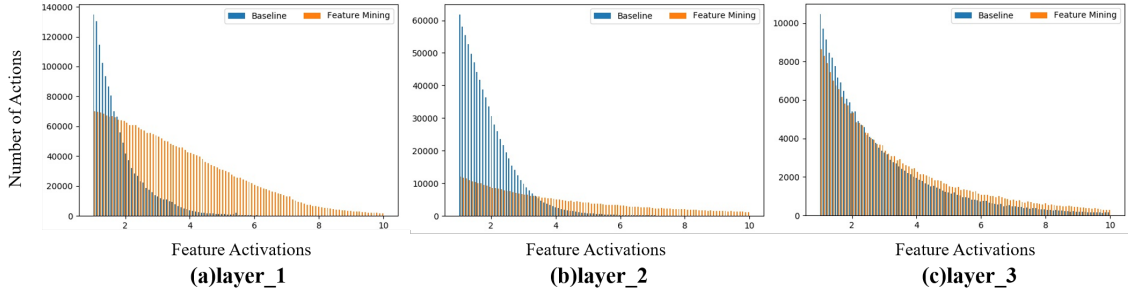 Number of Actions
140000
120000
100000
80000
60000
40000
20000
0
2 4 6 8 10
Baseline Feature Mining
Feature Activations
(a)layer_1
60000
50000
40000
30000
20000
10000
0
2 4 6 8 10
Baseline Feature Mining
Feature Activations
(b)layer_2
10000
8000
6000
4000
2000
0
2 4 6 8 10
Baseline Feature Mining
Feature Activations
(c)layer_3